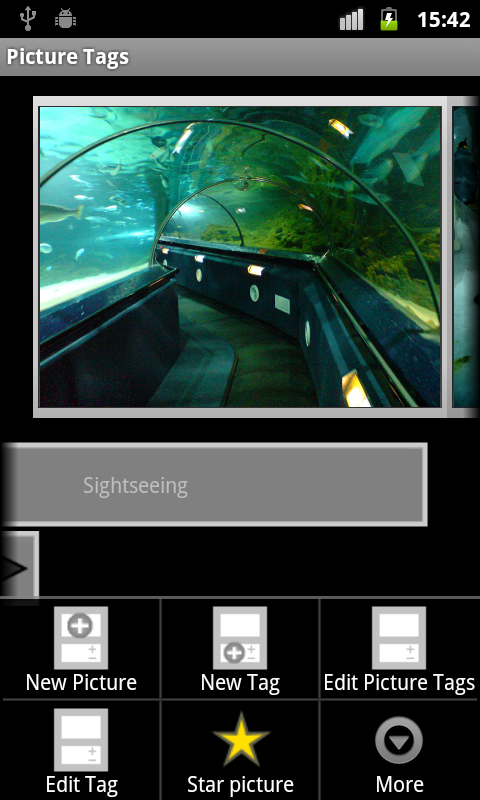 15:42
Picture Tags
Sightseeing
New Picture
New Tag
Edit Picture Tags
Edit Tag
Star picture
More